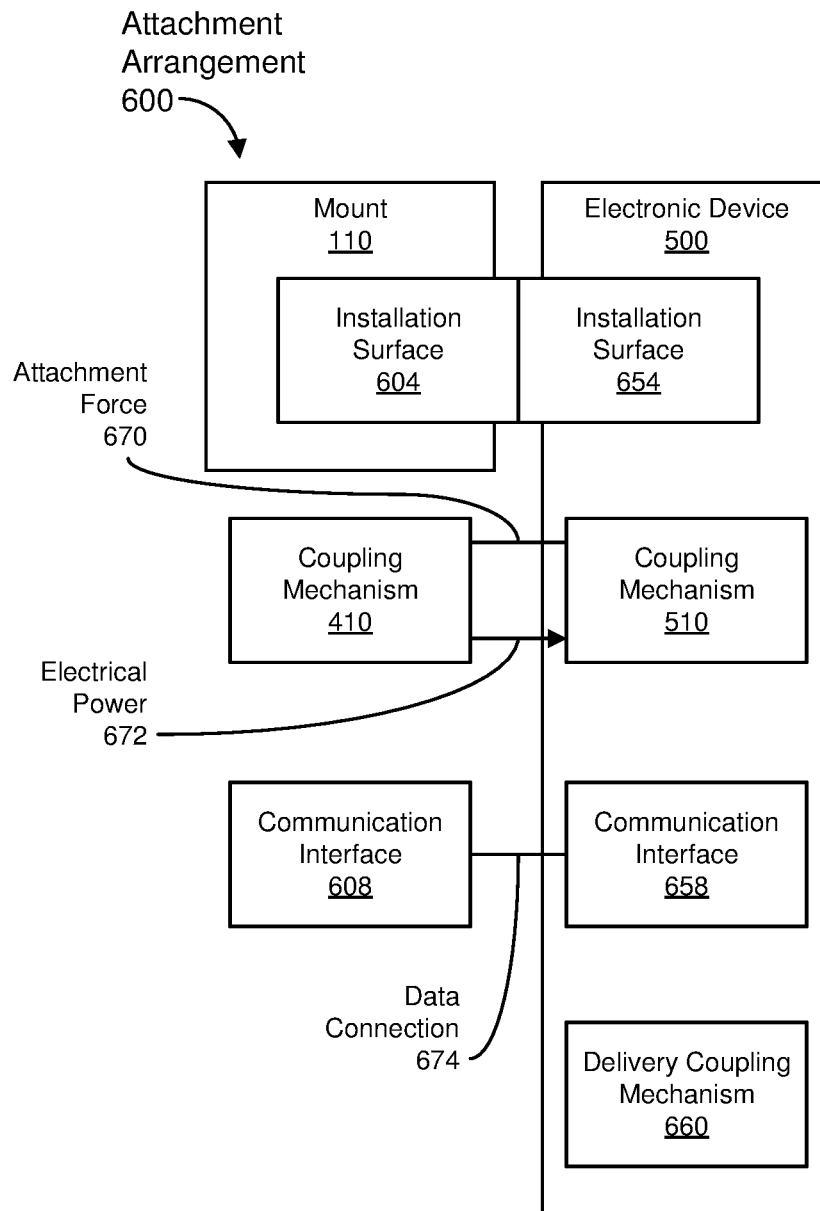 Attachment
Arrangement
600
Mount
110
Electronic Device
500
Installation
Surface
604
Installation
Surface
654
Attachment
Force
670
Coupling
Mechanism
410
Coupling
Mechanism
510
Electrical
Power
672
Communication
Interface
608
Communication
Interface
658
Data
Connection
674
Delivery Coupling
Mechanism
660